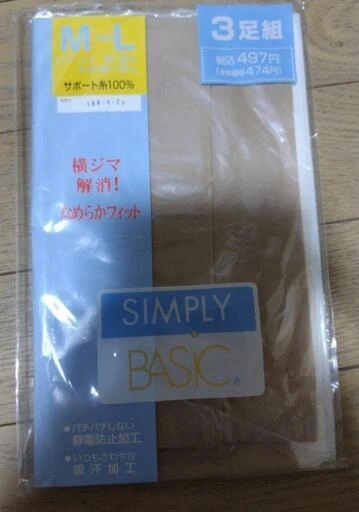 M-L
サポート糸100%
3足組
税込497円
(本体価格474円)
横ジマ
解消!
なめらかフィット
SIMPLY
BASIC®
●パチパチしない
静電防止加工
●いつもさわやか
吸汗加工